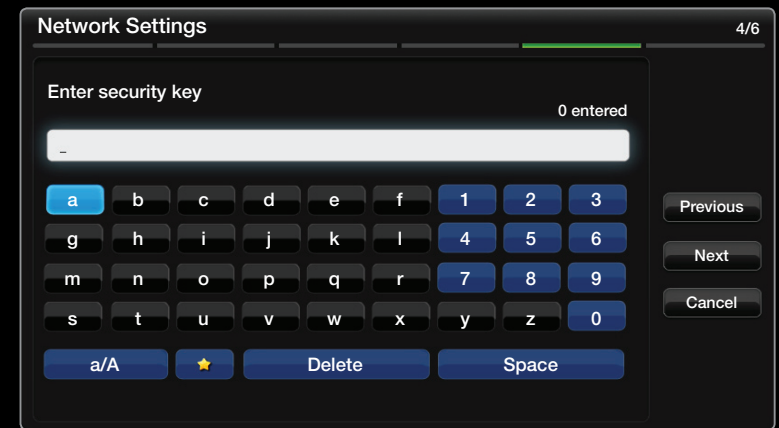 Network Settings 4/6
Enter security key
0 entered
_
a b c d e f 1 2 3
Previous
g h i j k l 4 5 6
Next
m n o p q r 7 8 9
Cancel
s t u v w x y z 0
a/A Delete Space